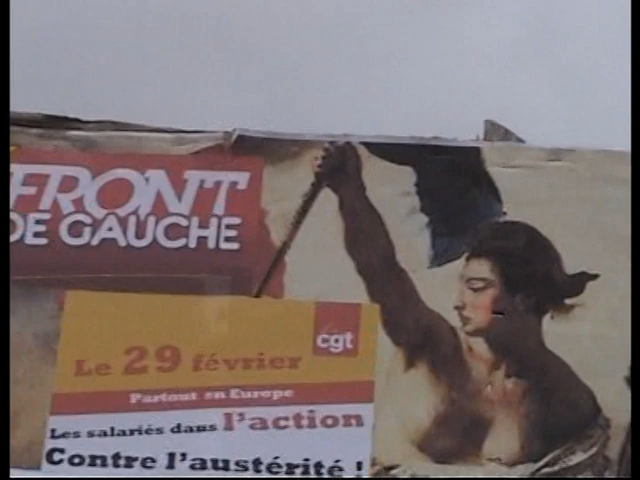 FRONT
DE GAUCHE
cgt
Le 29 février
Partout en Europe
Les salariés dans l'action
Contre l'austérité !